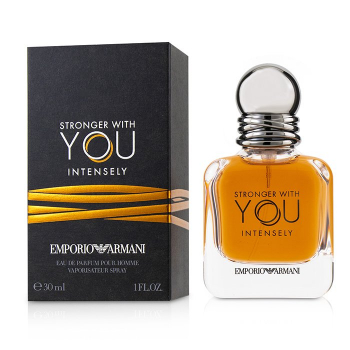 STRONGER WITH
YOU
INTENSELY
EMPORIO ARMANI
EAU DE PARFUM POUR HOMME
VAPORISATEUR SPRAY
℮ 30 ml 1 FL.OZ.
STRONGER WITH
YOU
INTENSELY
EMPORIO ARMANI